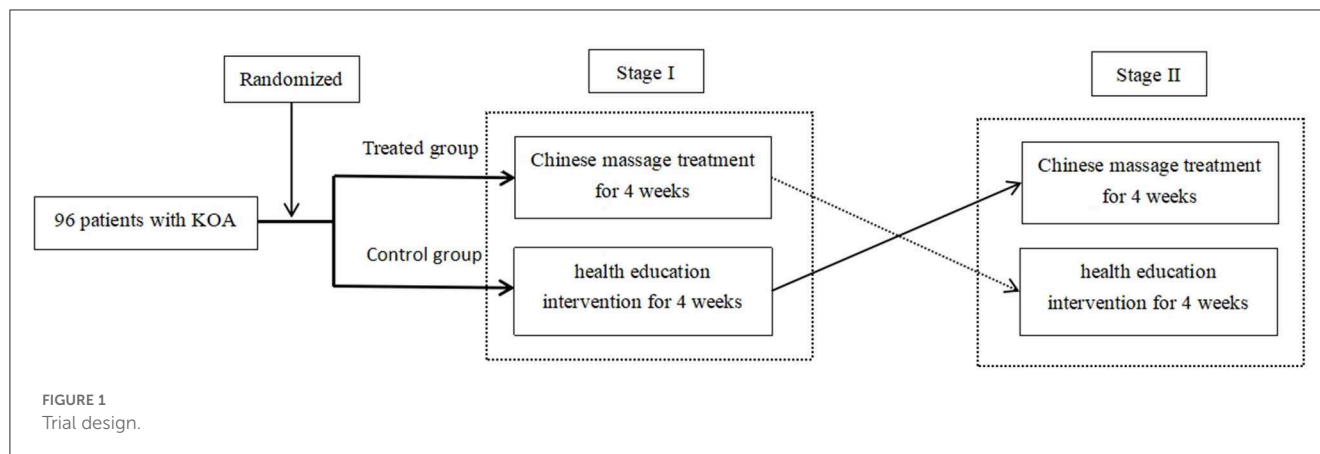 Randomized
Stage I
Stage II
Treated group
Chinese massage treatment
for 4 weeks
Chinese massage treatment
for 4 weeks
96 patients with KOA
Control group
health education
intervention for 4 weeks
health education
intervention for 4 weeks
FIGURE 1
Trial design.